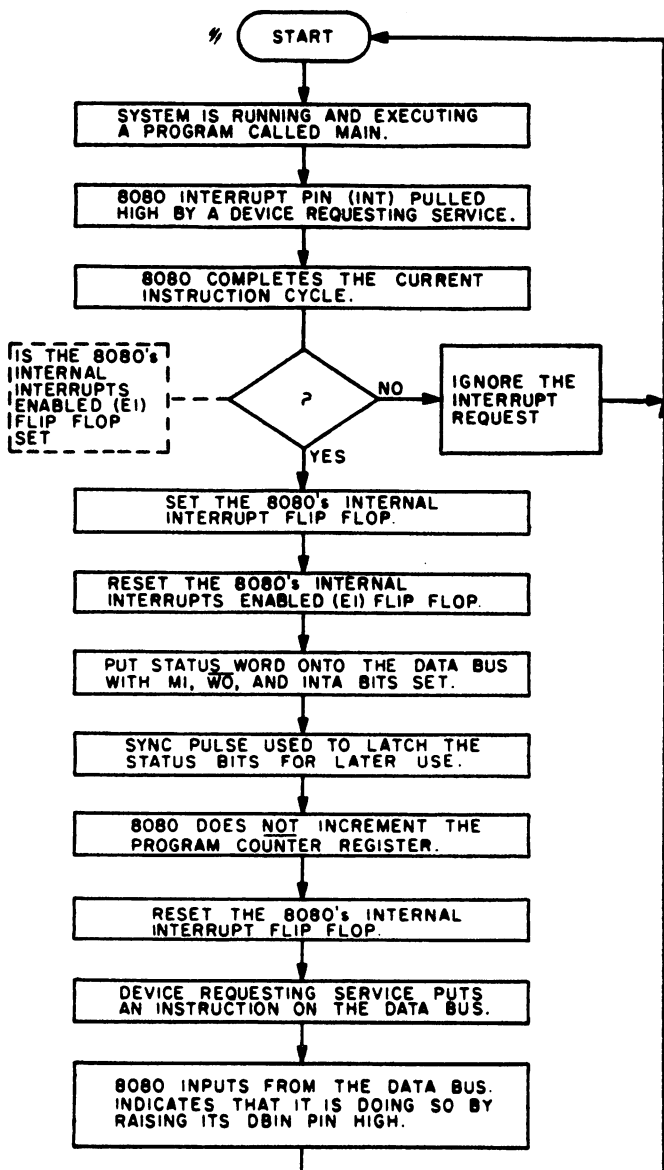 START
SYSTEM IS RUNNING AND EXECUTING
A PROGRAM CALLED MAIN.
8080 INTERRUPT PIN (INT) PULLED
HIGH BY A DEVICE REQUESTING SERVICE.
8080 COMPLETES THE CURRENT
INSTRUCTION CYCLE.
IS THE 8080's
INTERNAL
INTERRUPTS
ENABLED (EI)
FLIP FLOP
SET
?
NO
IGNORE THE
INTERRUPT
REQUEST
YES
SET THE 8080's INTERNAL
INTERRUPT FLIP FLOP.
RESET THE 8080's INTERNAL
INTERRUPTS ENABLED (EI) FLIP FLOP.
PUT STATUS WORD ONTO THE DATA BUS
WITH MI, W̅O̅, AND INTA BITS SET.
SYNC PULSE USED TO LATCH THE
STATUS BITS FOR LATER USE.
8080 DOES NOT INCREMENT THE
PROGRAM COUNTER REGISTER.
RESET THE 8080's INTERNAL
INTERRUPT FLIP FLOP.
DEVICE REQUESTING SERVICE PUTS
AN INSTRUCTION ON THE DATA BUS.
8080 INPUTS FROM THE DATA BUS.
INDICATES THAT IT IS DOING SO BY
RAISING ITS DBIN PIN HIGH.